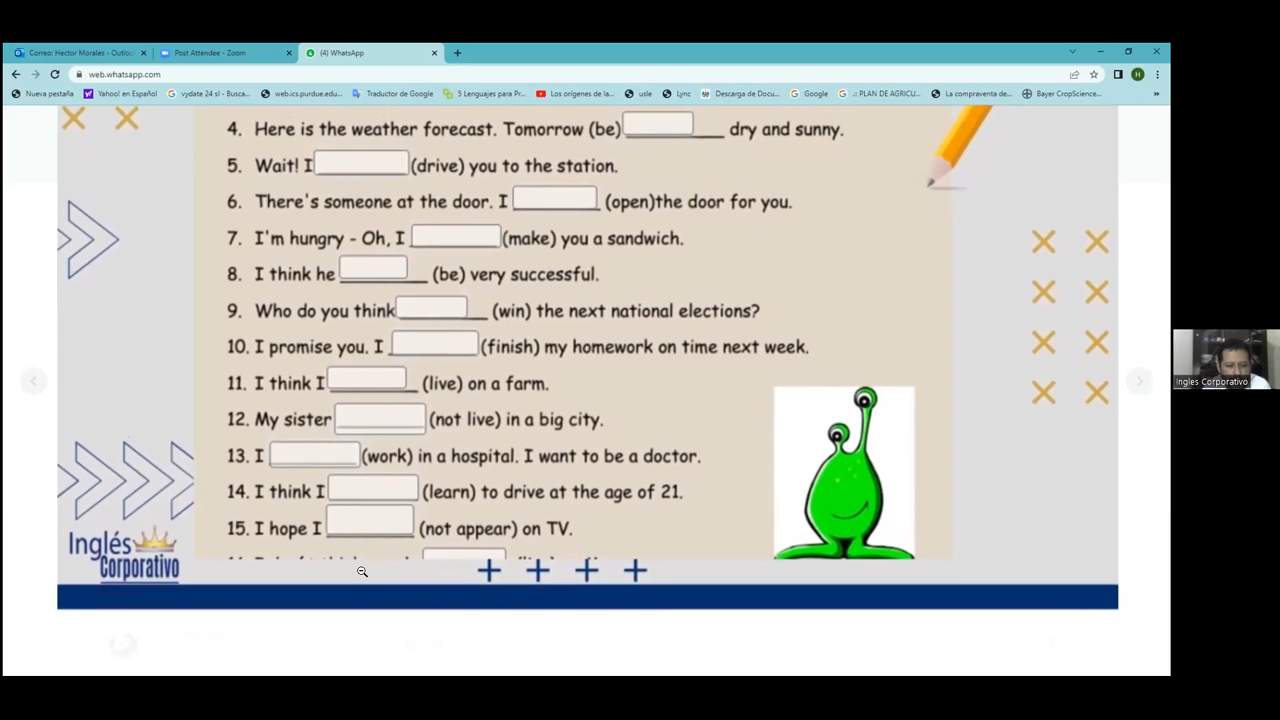 Correo: Hector Morales - Outlo
Post Attendee - Zoom
(4) WhatsApp
web.whatsapp.com
H
Nueva pestaña
Yahoo! en Español
vydate 24 sl - Busca...
web.ics.purdue.edu...
Traductor de Google
5 Lenguajes para Pr...
Los orígenes de la...
usle
Lync
Descarga de Docu...
Google
.:: PLAN DE AGRICU...
La compraventa de...
Bayer CropScience...
»
4. Here is the weather forecast. Tomorrow (be) ___ dry and sunny.
5. Wait! I (drive) you to the station.
6. There's someone at the door. I (open)the door for you.
7. I'm hungry - Oh, I (make) you a sandwich.
8. I think he ___ (be) very successful.
9. Who do you think ___ (win) the next national elections?
10. I promise you. I (finish) my homework on time next week.
11. I think I (live) on a farm.
12. My sister (not live) in a big city.
13. I (work) in a hospital. I want to be a doctor.
14. I think I (learn) to drive at the age of 21.
15. I hope I (not appear) on TV.
Inglés
Corporativo
Ingles Corporativo